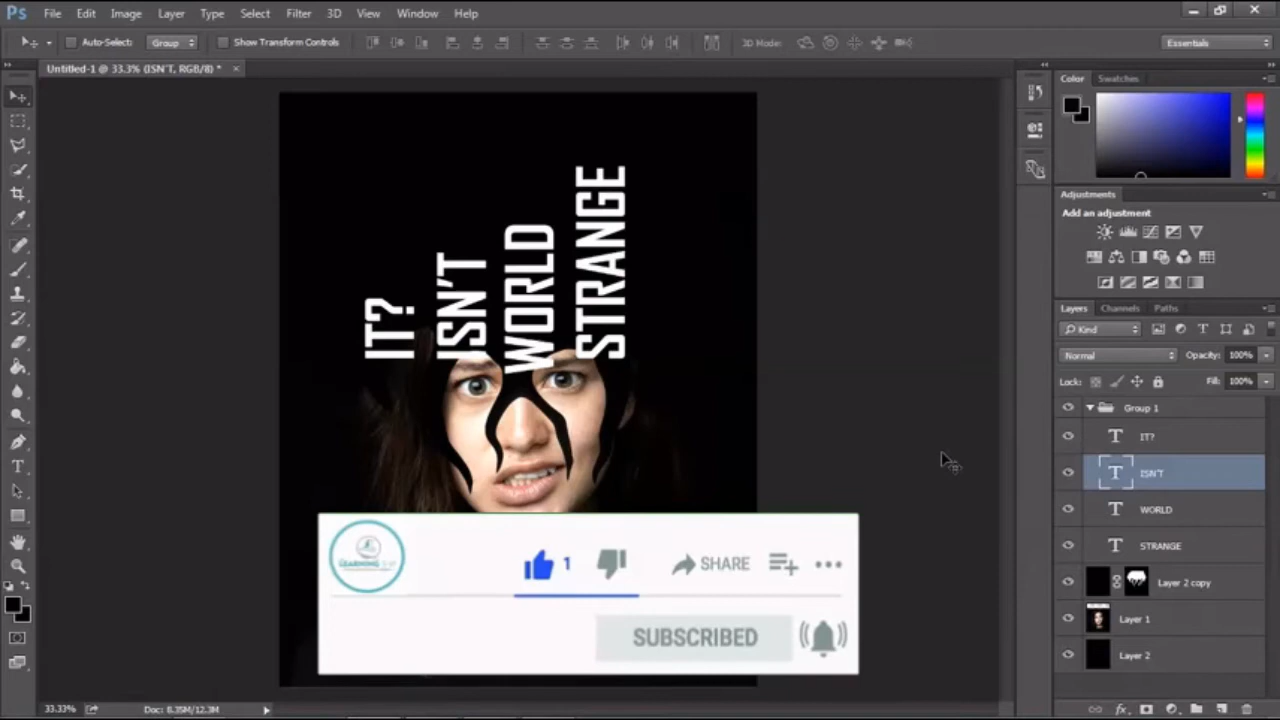 Ps File Edit Image Layer Type Select Filter 3D View Window Help
Auto-Select: Group Show Transform Controls 3D Mode: Essentials
Untitled-1 @ 33.3% (ISN'T, RGB/8) *
Color Swatches
Adjustments
Add an adjustment
Layers Channels Paths
Kind
Normal Opacity: 100%
Lock: Fill: 100%
Group 1
IT?
ISN'T
WORLD
STRANGE
Layer 2 copy
Layer 1
Layer 2
IT?
ISN'T
WORLD
STRANGE
LEARNING
1 SHARE
SUBSCRIBED
33.33% Doc: 8.35M/12.3M